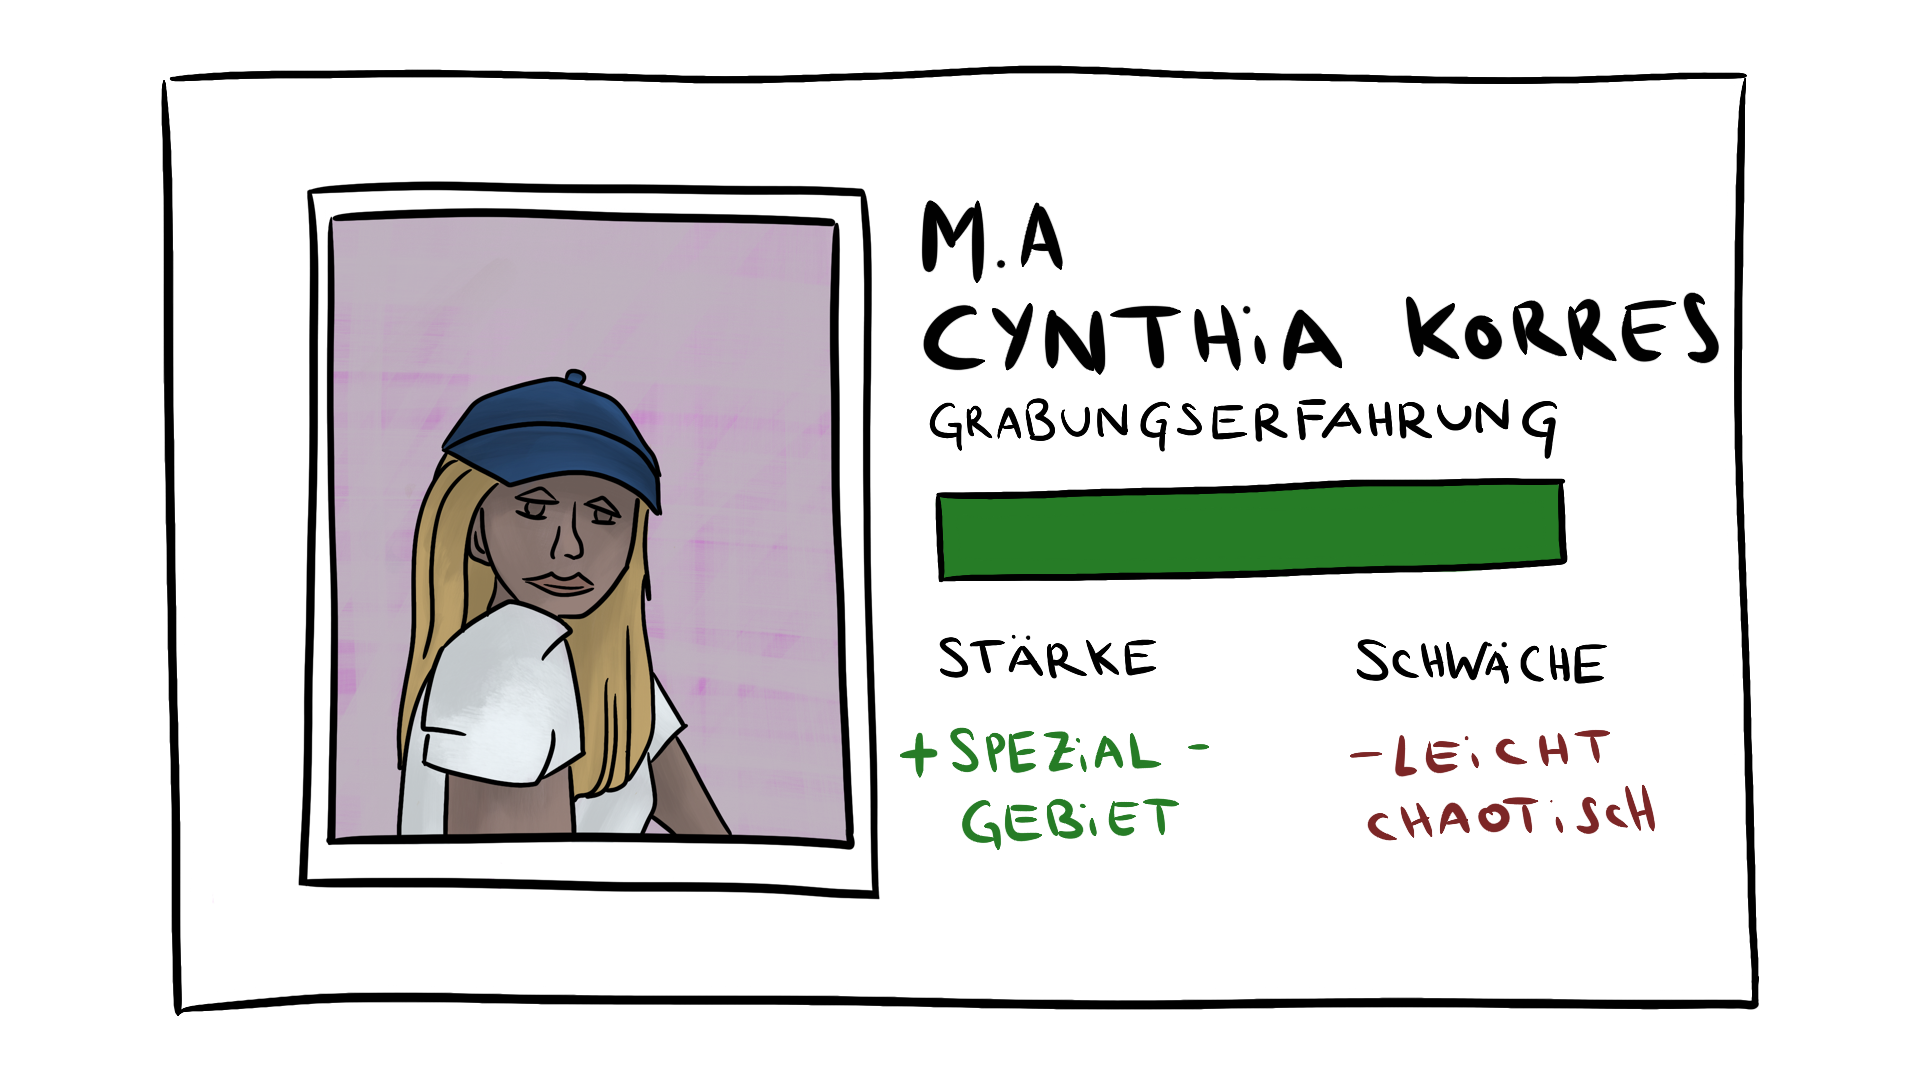 M.A
CYNTHiA KORRES
GRABUNGSERFAHRUNG
STÄRKE
SCHWÄCHE
+SPEZiAL-
GEBiET
-LEiCHT
CHAOTiSCH